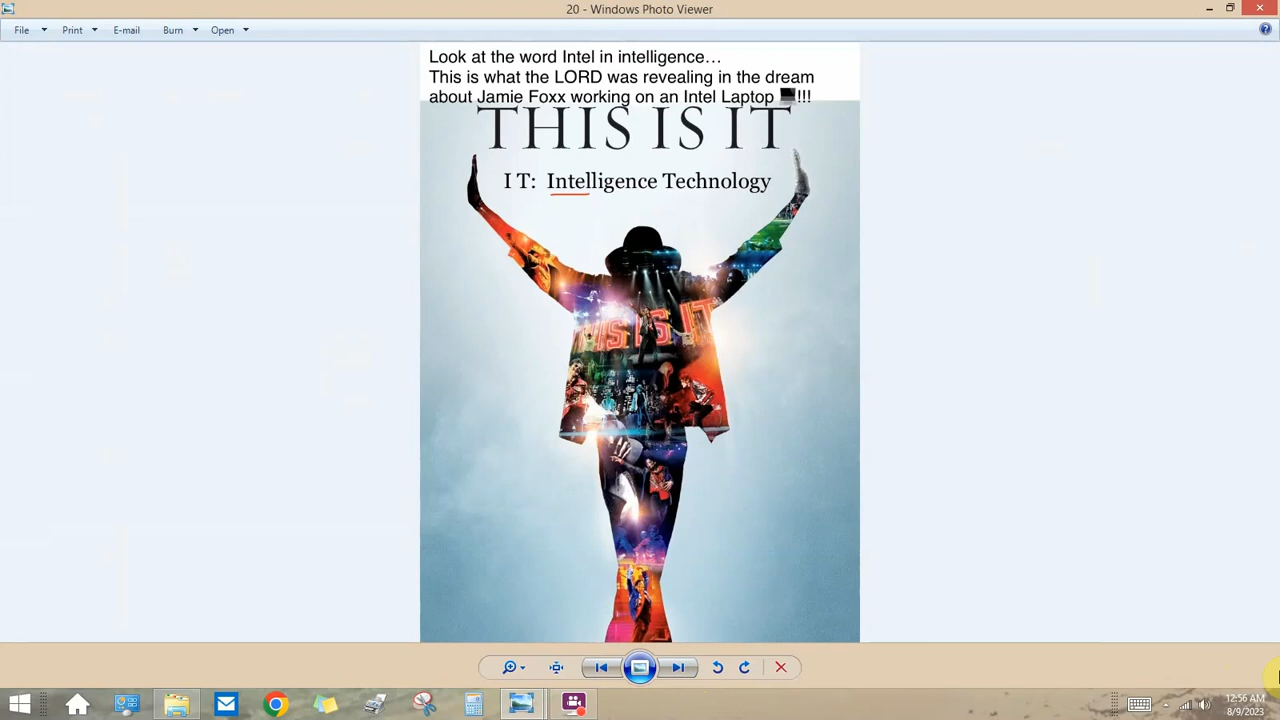 20 - Windows Photo Viewer
File Print E-mail Burn Open
Look at the word Intel in intelligence…
This is what the LORD was revealing in the dream
about Jamie Foxx working on an Intel Laptop 💻!!!
THIS IS IT
I T: Intelligence Technology
THIS IS IT
12:56 AM
8/9/2023